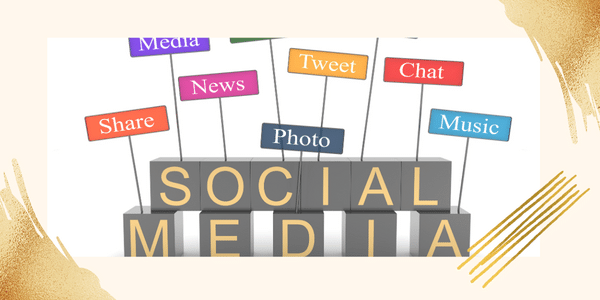 Media
Tweet
Chat
News
Share
Music
Photo
SOCIAL
MEDIA